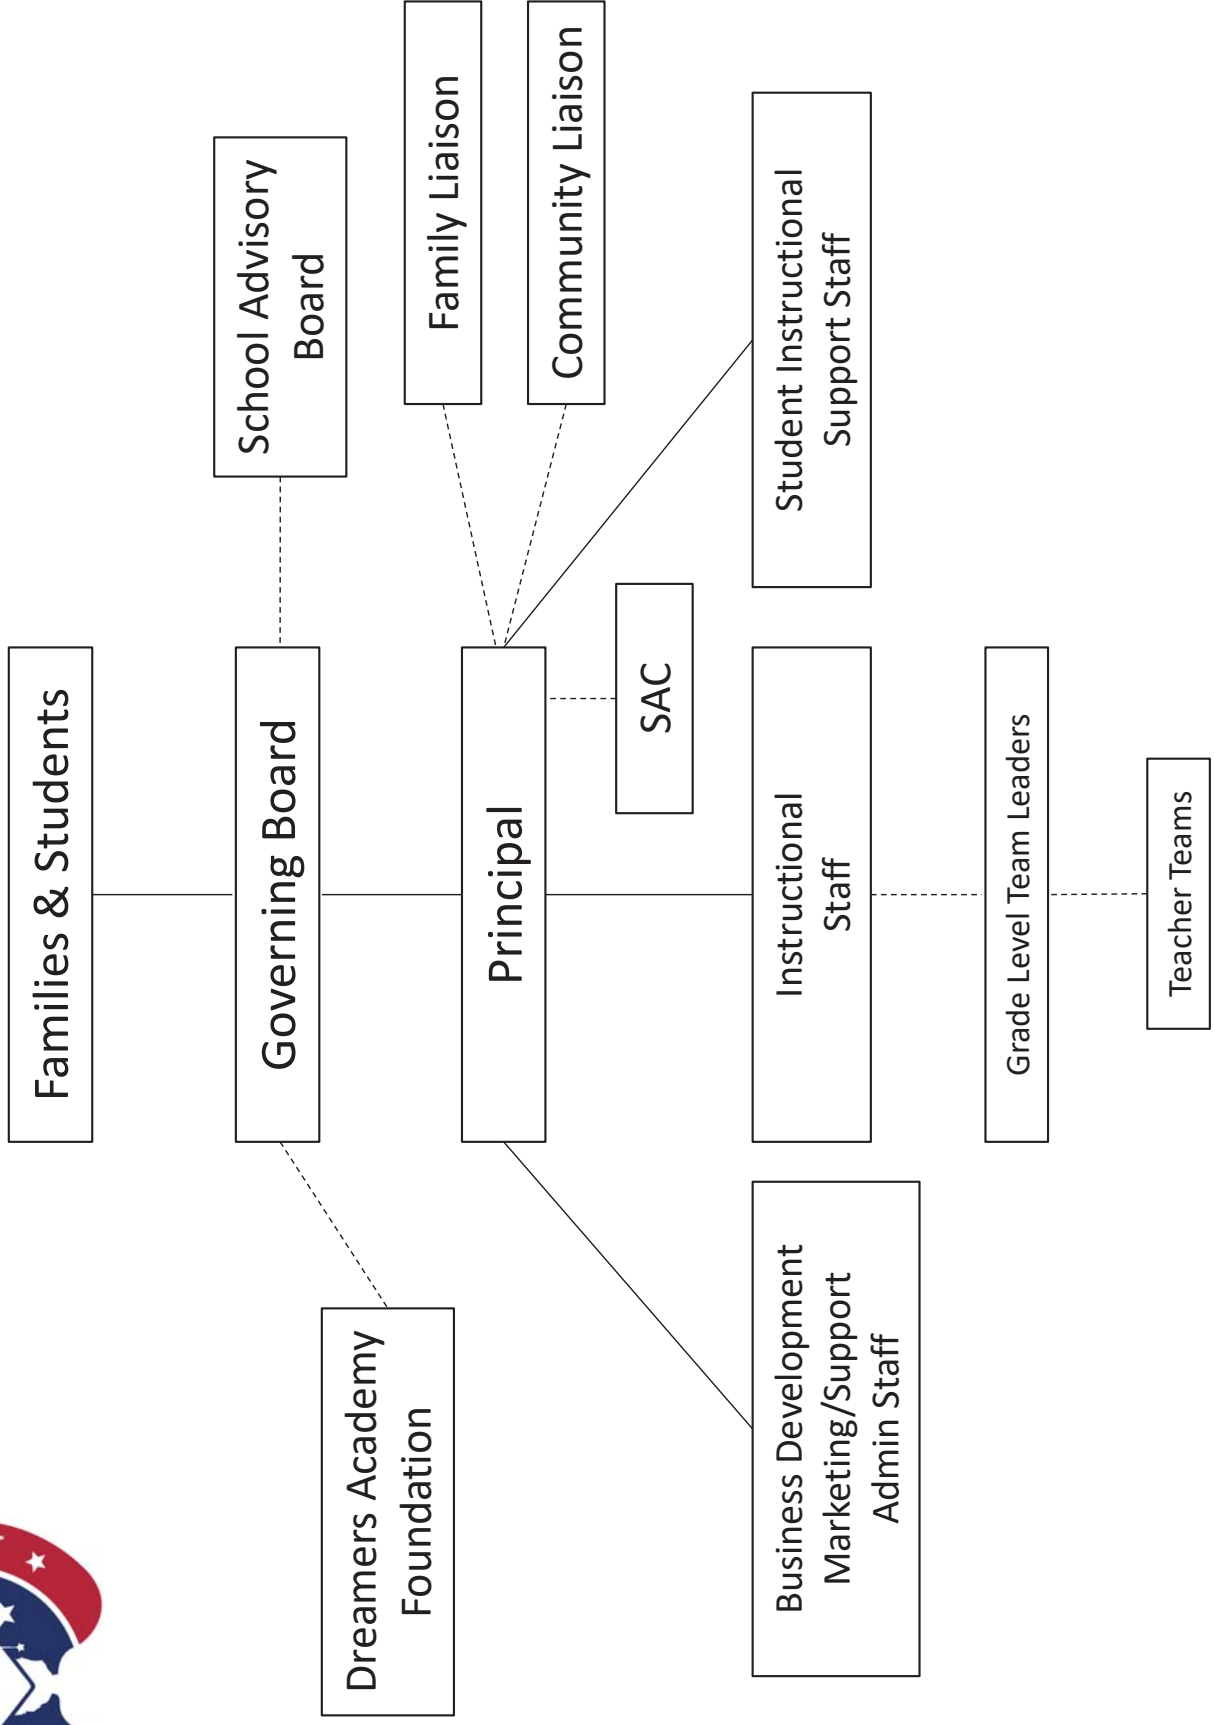 Families & Students
School Advisory
Board
Governing Board
Dreamers Academy
Foundation
Family Liaison
Principal
Community Liaison
SAC
Business Development
Marketing/Support
Admin Staff
Instructional
Staff
Student Instructional
Support Staff
Grade Level Team Leaders
Teacher Teams